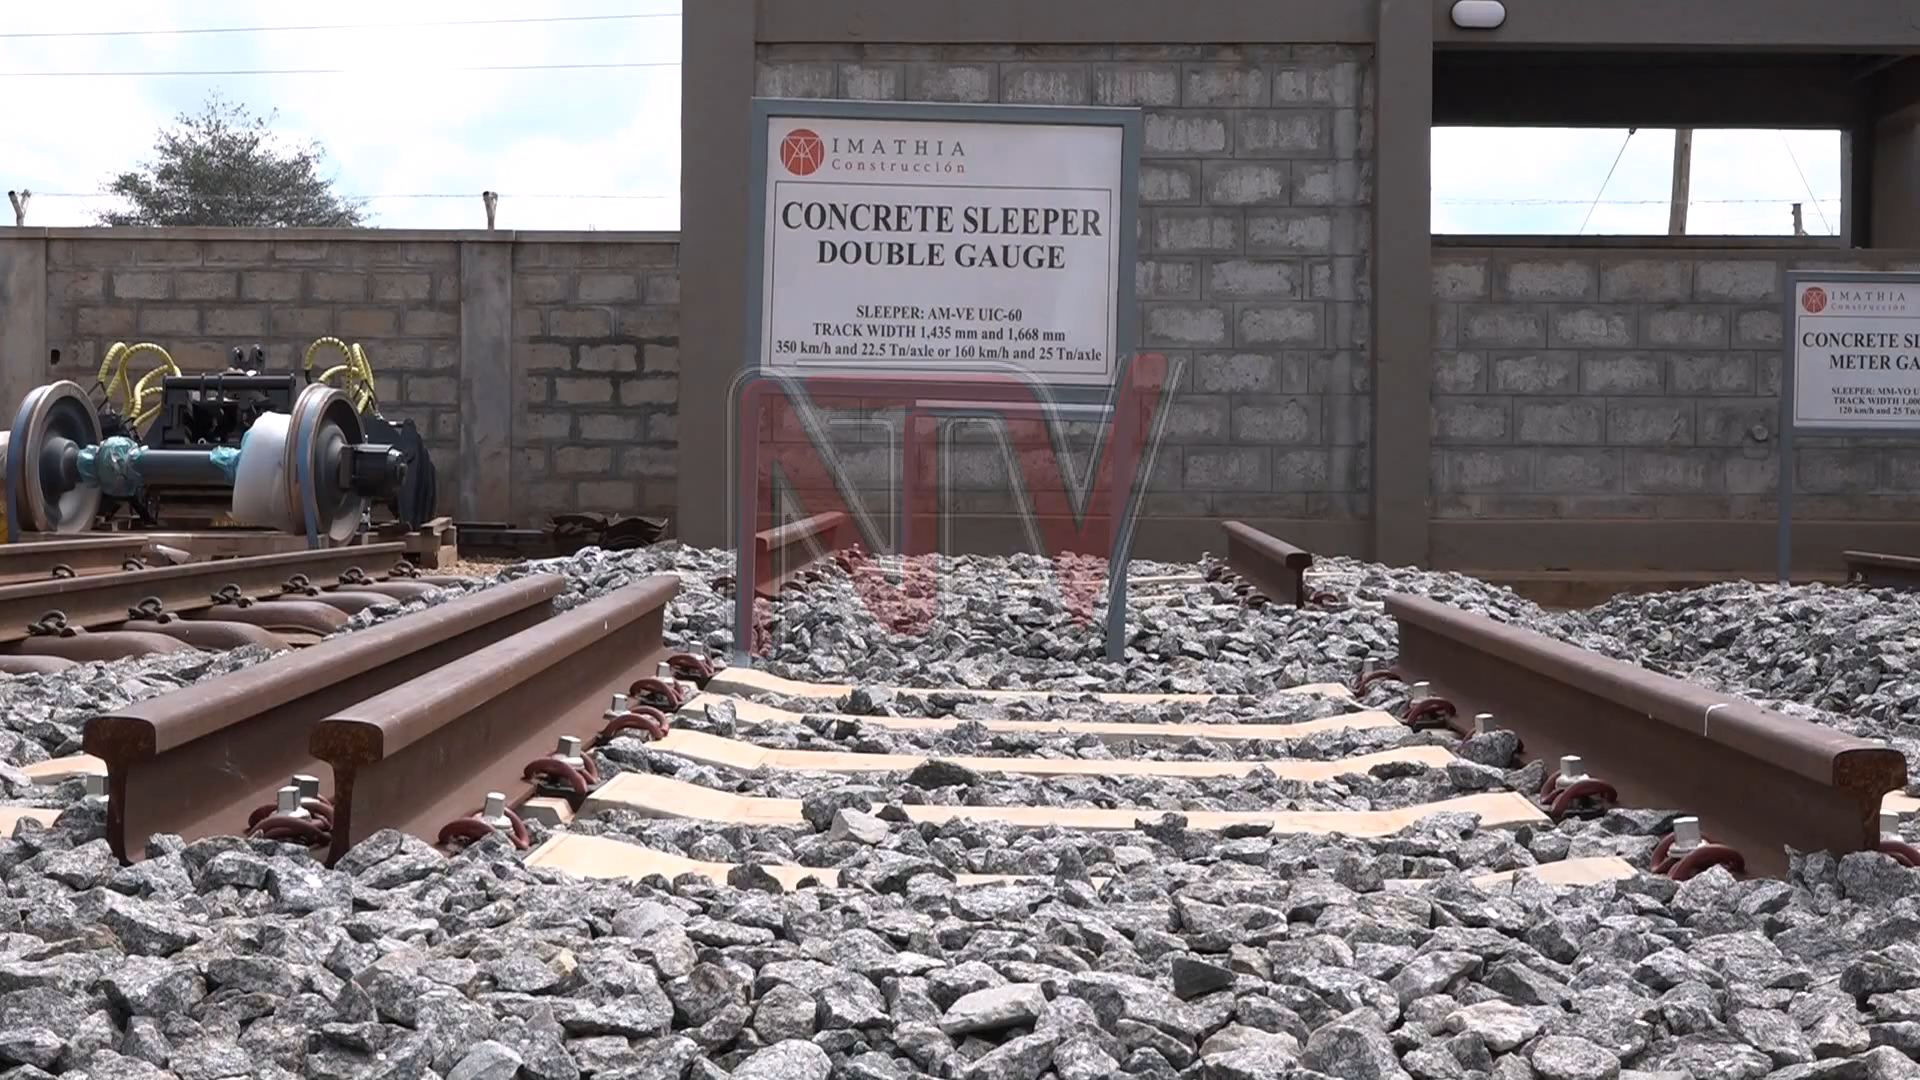 IMATHIA
Construcción
CONCRETE SLEEPER
DOUBLE GAUGE
SLEEPER: AM-VE UIC-60
TRACK WIDTH 1,435 mm and 1,668 mm
350 km/h and 22.5 Tn/axle or 160 km/h and 25 Tn/axle
NTV
IMATHIA
Construcción
CONCRETE SL
METER GA
SLEEPER: MM-VO U
TRACK WIDTH 1,00
120 km/h and 25 Tn/